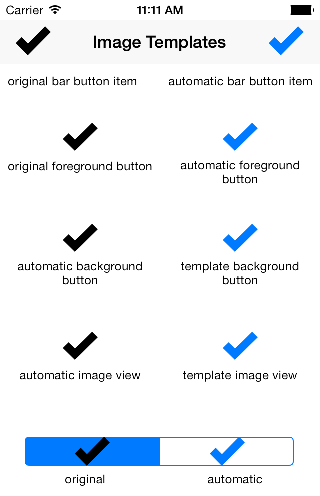 Carrier 11:11 AM
Image Templates
original bar button item automatic bar button item
original foreground button automatic foreground
button
automatic background template background
button button
automatic image view template image view
original automatic